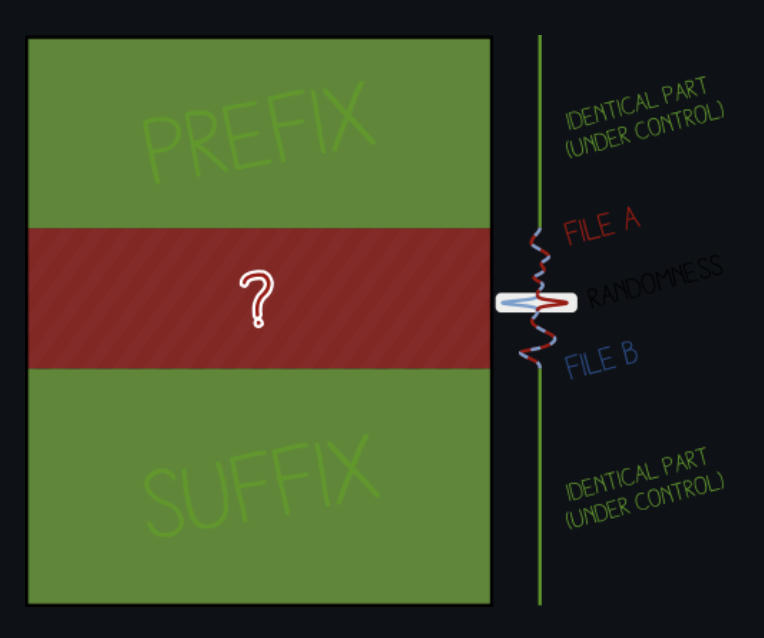 PREFIX
IDENTICAL PART
(UNDER CONTROL)
FILE A
?
RANDOMNESS
FILE B
SUFFIX
IDENTICAL PART
(UNDER CONTROL)